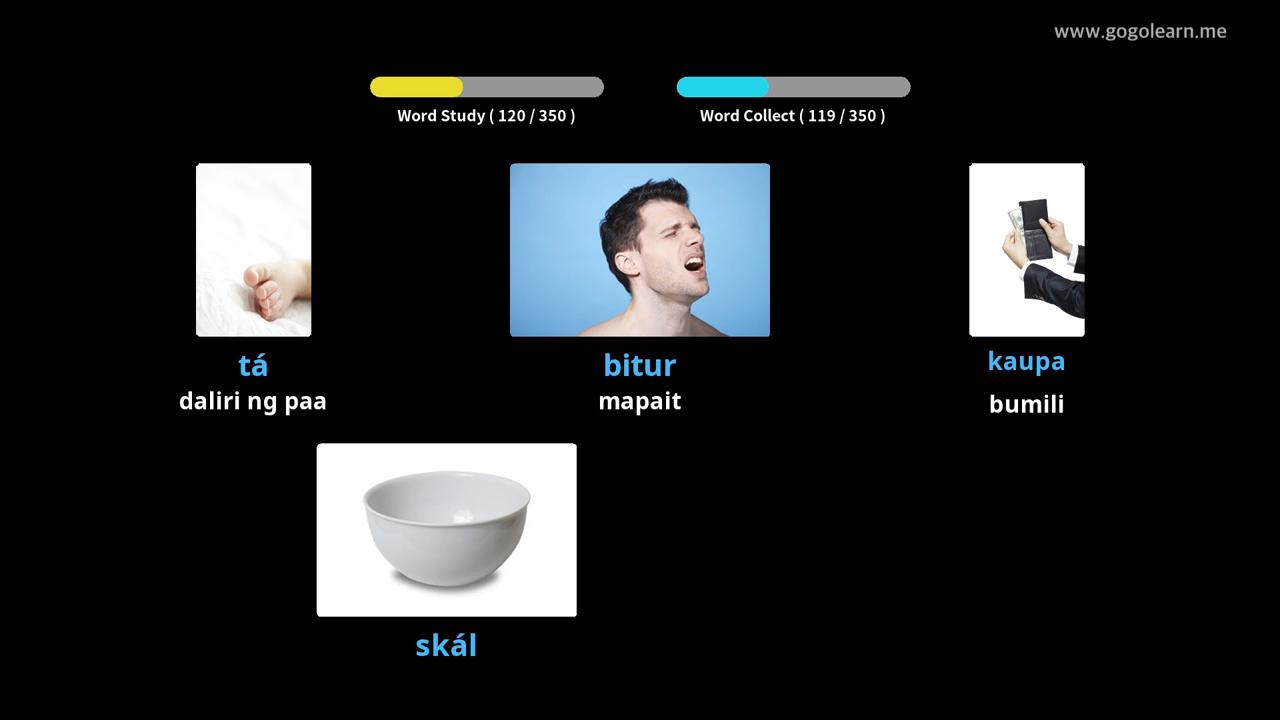 www.gogolearn.me
Word Study ( 120 / 350 )
Word Collect ( 119 / 350 )
tá
daliri ng paa
bitur
mapait
kaupa
bumili
skál